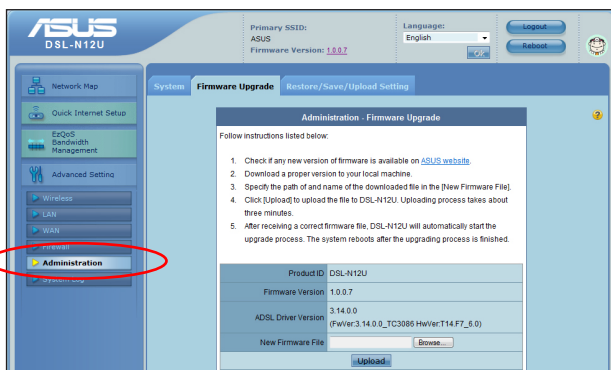 ASUS
DSL-N12U
Primary SSID:
ASUS
Firmware Version: 1.0.0.7
Language:
English
OK
Logout
Reboot
Network Map
Quick Internet Setup
EzQoS
Bandwidth
Management
Advanced Setting
Wireless
LAN
WAN
Firewall
Administration
System Log
System
Firmware Upgrade
Restore/Save/Upload Setting
Administration - Firmware Upgrade
Follow instructions listed below:
1. Check if any new version of firmware is available on ASUS website.
2. Download a proper version to your local machine.
3. Specify the path of and name of the downloaded file in the [New Firmware File].
4. Click [Upload] to upload the file to DSL-N12U. Uploading process takes about
three minutes.
5. After receiving a correct firmware file, DSL-N12U will automatically start the
upgrade process. The system reboots after the upgrading process is finished.
Product ID DSL-N12U
Firmware Version 1.0.0.7
ADSL Driver Version 3.14.0.0
(FwVer:3.14.0.0_TC3086 HwVer:T14.F7_6.0)
New Firmware File Browse...
Upload